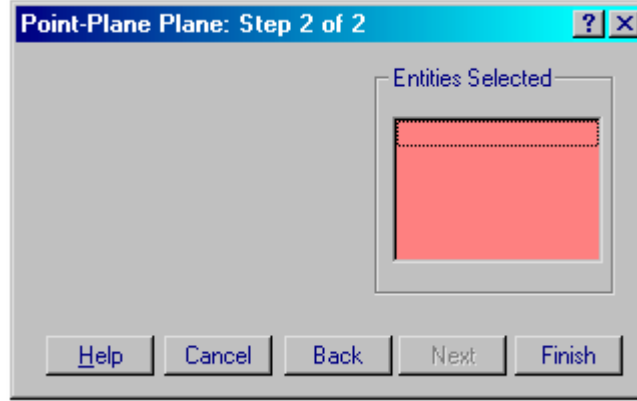 Point-Plane Plane: Step 2 of 2 ?
Entities Selected
Help Cancel Back Next Finish